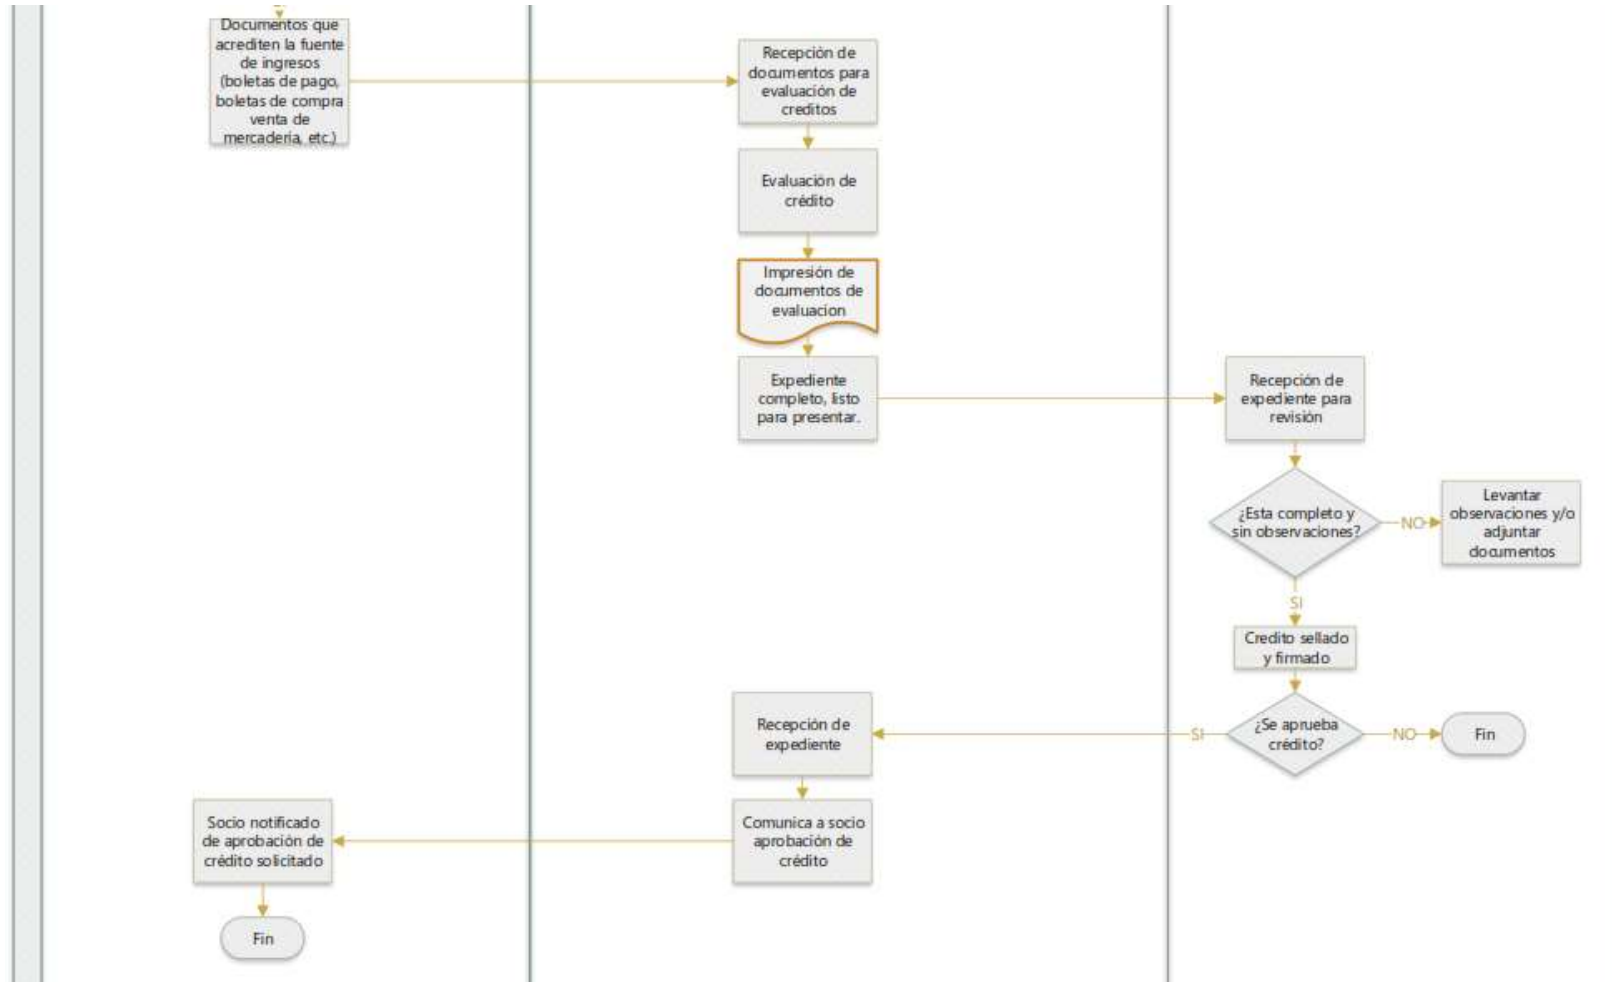 Documentos que
acrediten la fuente
de ingresos
(boletas de pago,
boletas de compra
venta de
mercaderia, etc.)
Recepción de
documentos para
evaluación de
creditos
Evaluación de
crédito
Impresión de
documentos de
evaluacion
Expediente
completo, listo
para presentar.
Recepción de
expediente para
revisión
¿Esta completo y
sin observaciones?
NO
Levantar
observaciones y/o
adjuntar
documentos
SI
Credito sellado
y firmado
¿Se aprueba
crédito?
NO
Fin
SI
Recepción de
expediente
Comunica a socio
aprobación de
crédito
Socio notificado
de aprobación de
crédito solicitado
Fin